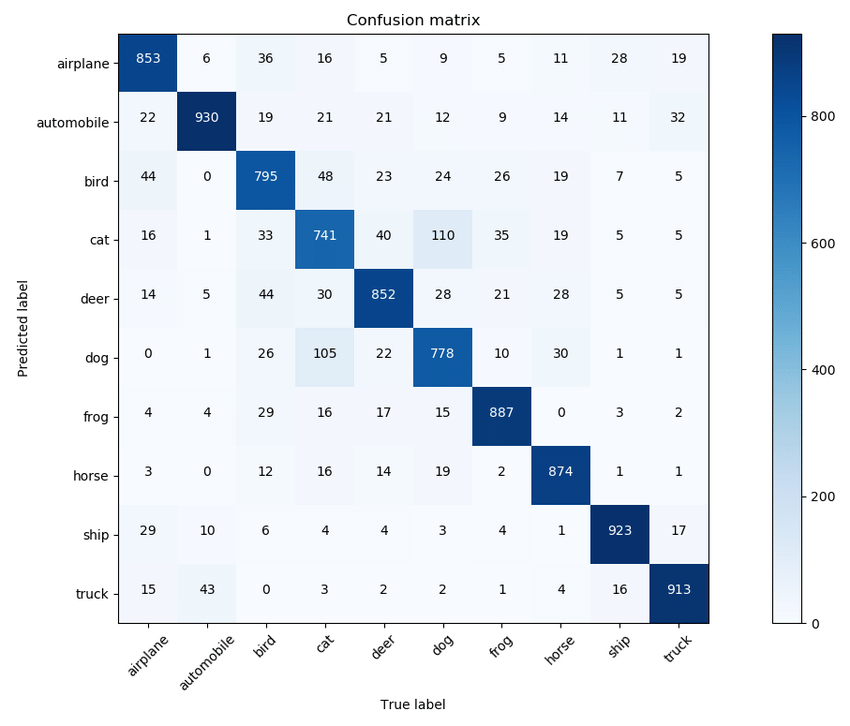 Confusion matrix
airplane 853 6 36 16 5 9 5 11 28 19
automobile 22 930 19 21 21 12 9 14 11 32
bird 44 0 795 48 23 24 26 19 7 5
cat 16 1 33 741 40 110 35 19 5 5
deer 14 5 44 30 852 28 21 28 5 5
dog 0 1 26 105 22 778 10 30 1 1
frog 4 4 29 16 17 15 887 0 3 2
horse 3 0 12 16 14 19 2 874 1 1
ship 29 10 6 4 4 3 4 1 923 17
truck 15 43 0 3 2 2 1 4 16 913
airplane automobile bird cat deer dog frog horse ship truck
True label
Predicted label
800
600
400
200
0